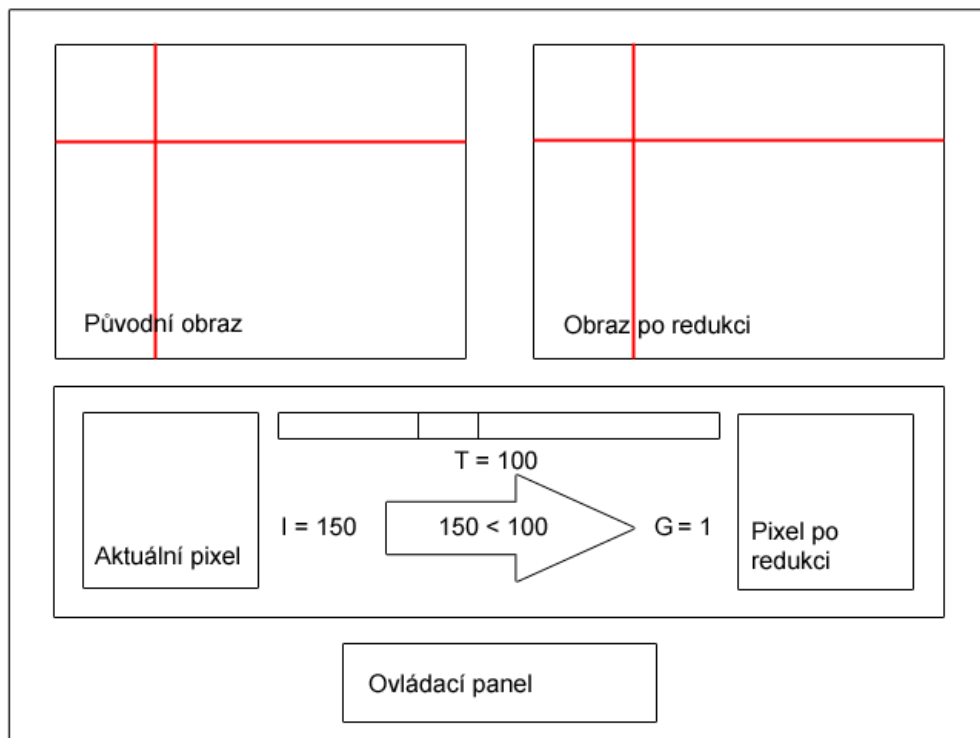 Původní obraz
Obraz po redukci
T = 100
I = 150
150 < 100
G = 1
Aktuální pixel
Pixel po
redukci
Ovládací panel